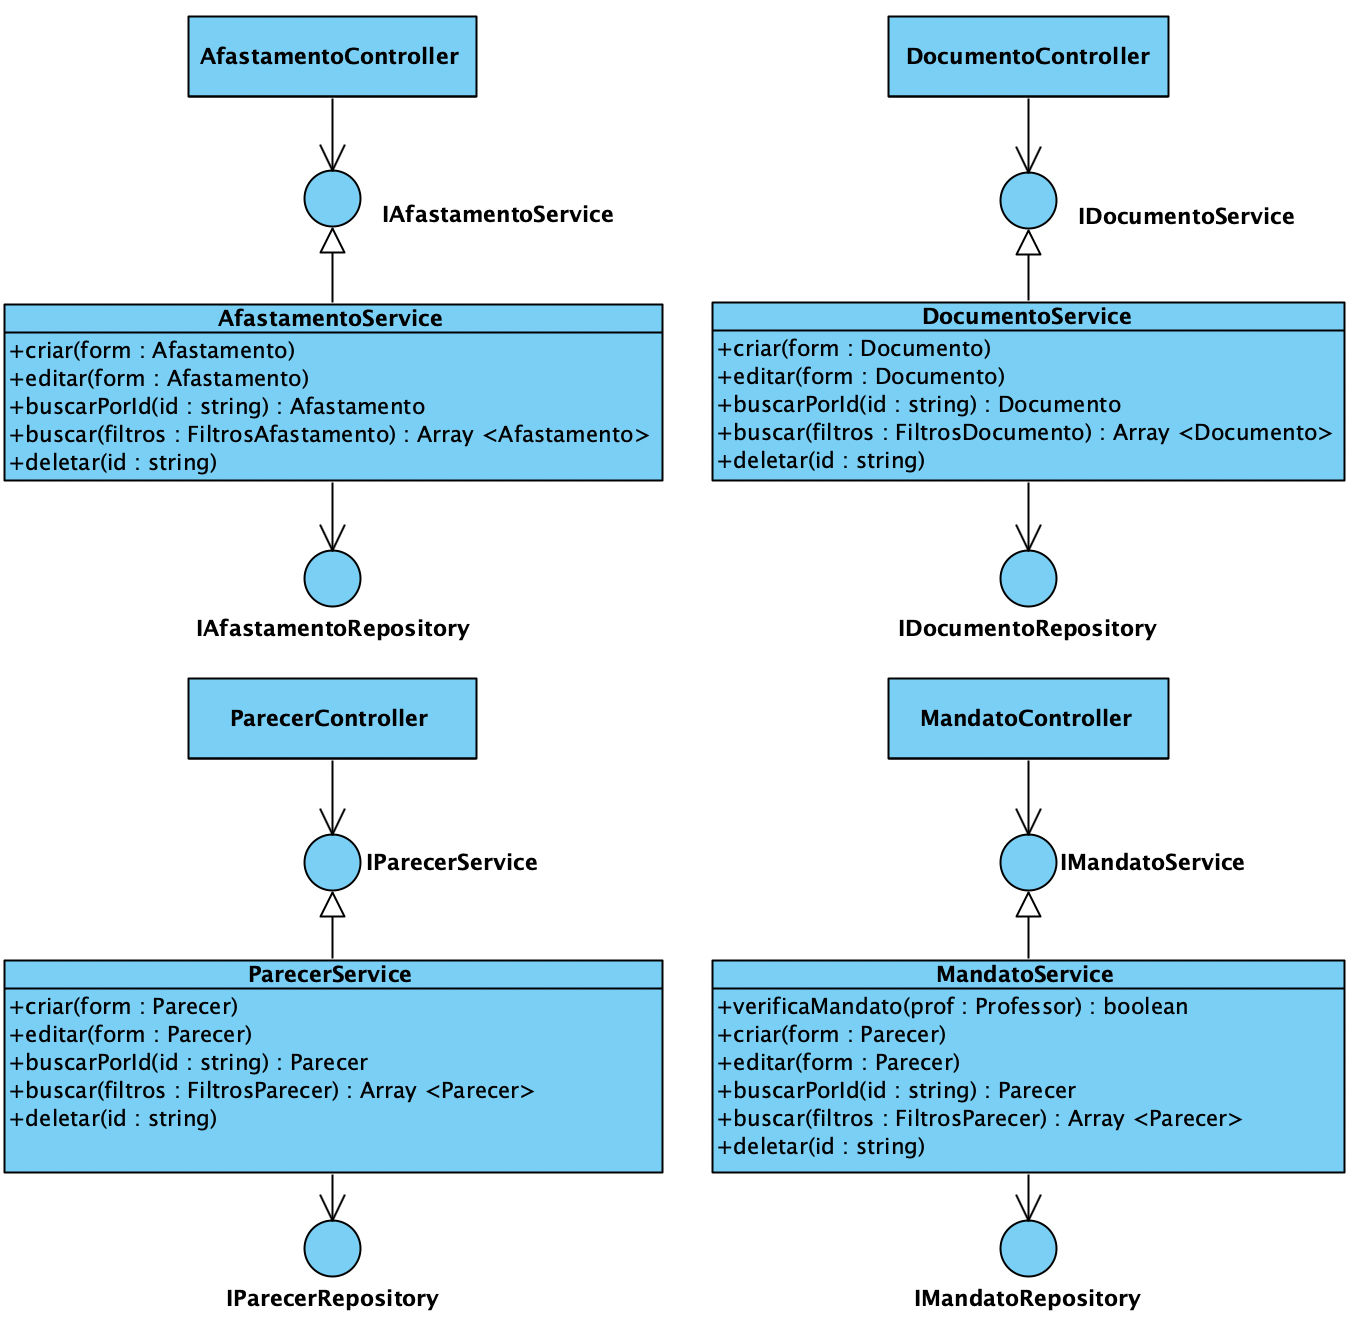 AfastamentoController
IAfastamentoService
AfastamentoService
+criar(form : Afastamento)
+editar(form : Afastamento)
+buscarPorId(id : string) : Afastamento
+buscar(filtros : FiltrosAfastamento) : Array <Afastamento>
+deletar(id : string)
IAfastamentoRepository
DocumentoController
IDocumentoService
DocumentoService
+criar(form : Documento)
+editar(form : Documento)
+buscarPorId(id : string) : Documento
+buscar(filtros : FiltrosDocumento) : Array <Documento>
+deletar(id : string)
IDocumentoRepository
ParecerController
IParecerService
ParecerService
+criar(form : Parecer)
+editar(form : Parecer)
+buscarPorId(id : string) : Parecer
+buscar(filtros : FiltrosParecer) : Array <Parecer>
+deletar(id : string)
IParecerRepository
MandatoController
IMandatoService
MandatoService
+verificaMandato(prof : Professor) : boolean
+criar(form : Parecer)
+editar(form : Parecer)
+buscarPorId(id : string) : Parecer
+buscar(filtros : FiltrosParecer) : Array <Parecer>
+deletar(id : string)
IMandatoRepository